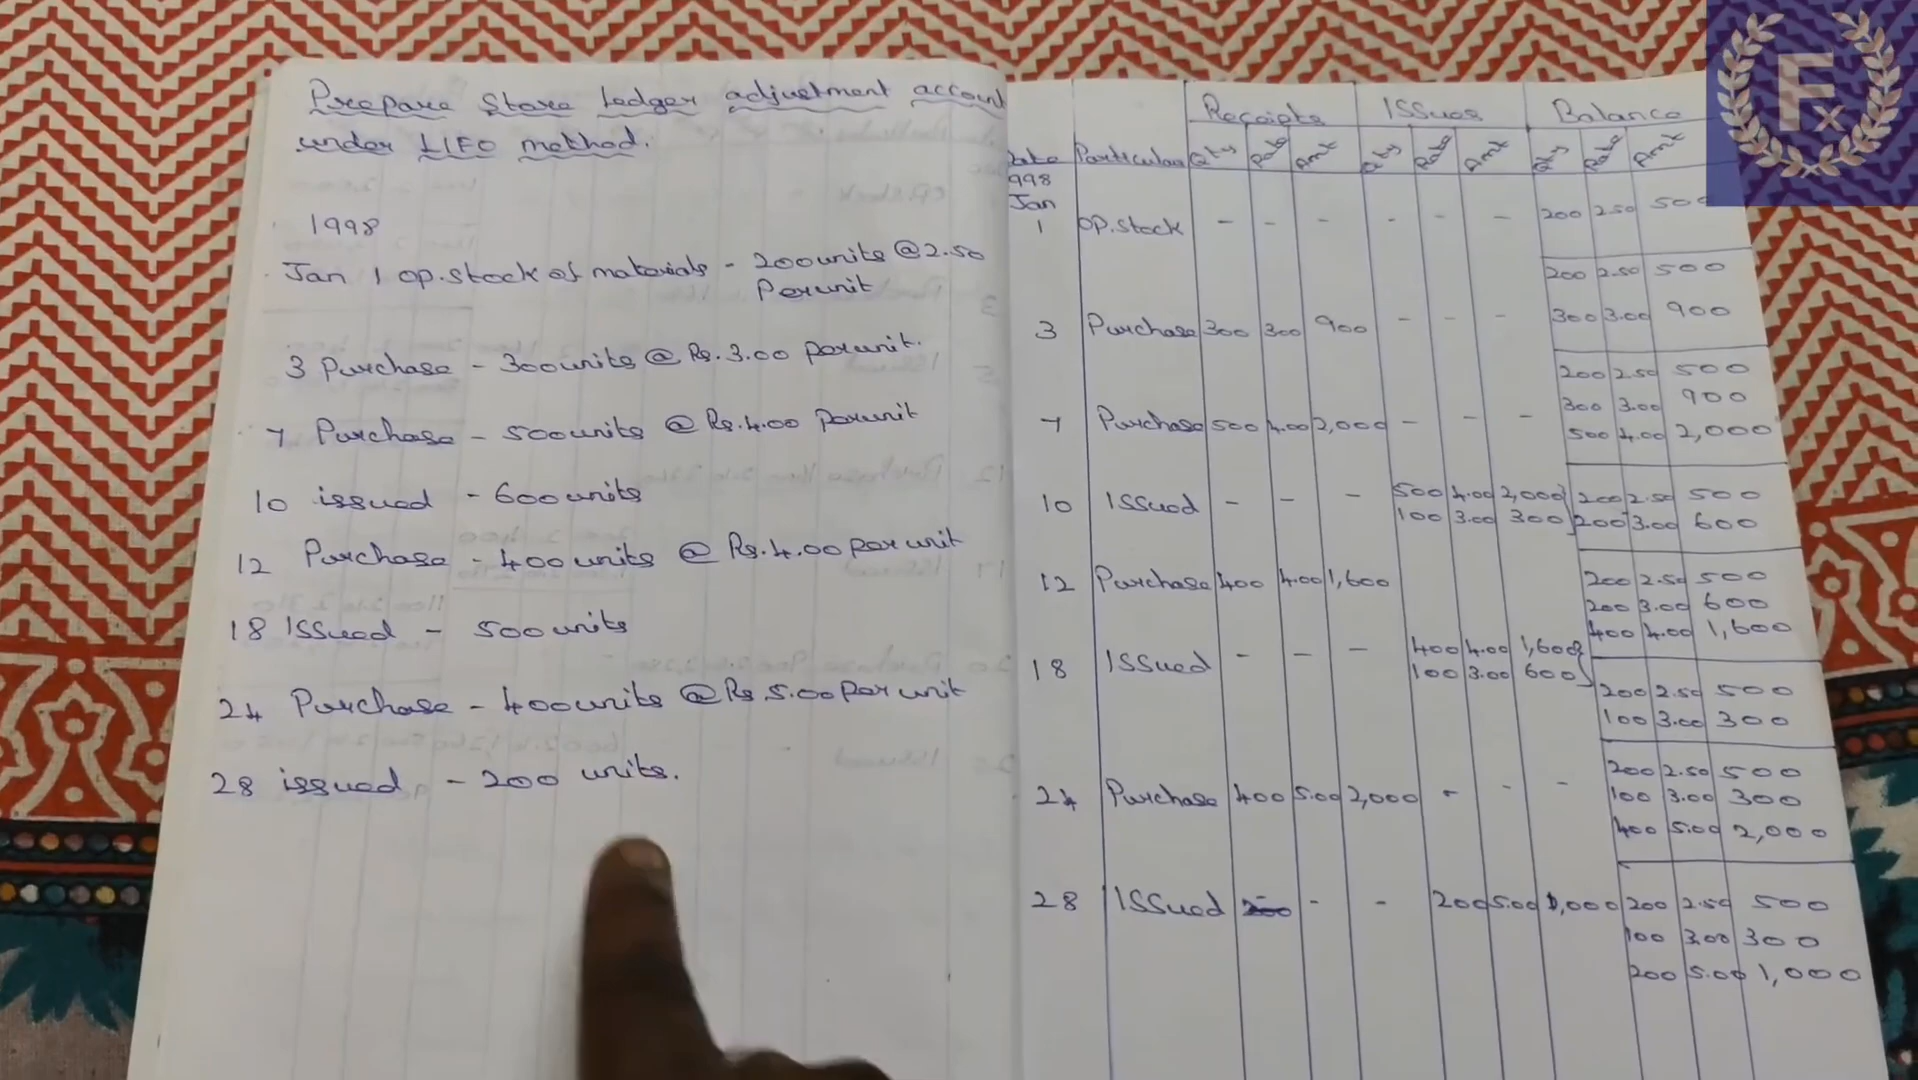 Prepare Store Ledger adjustment account
under LIFO method.
1998
Jan 1 op.stock of materials - 200 units @ 2.50
Per unit
3 Purchase - 300 units @ Rs. 3.00 per unit.
7 Purchase - 500 units @ Rs. 4.00 per unit
10 issued - 600 units
12 Purchase - 400 units @ Rs. 4.00 per unit
18 Issued - 500 units
24 Purchase - 400 units @ Rs 5.00 Per unit
28 issued - 200 units.
Receipts Issues Balance
Date Particulars Qty Rate Amt Qty Rate Amt Qty Rate Amt
998
Jan
1 op.stock - - - - - - 200 2.50 500
200 2.50 500
3 Purchase 300 300 900 - - - 300 3.00 900
200 2.50 500
300 3.00 900
7 Purchase 500 4.00 2,000 - - - 500 4.00 2,000
10 Issued - - - 500 4.00 2,000 200 2.50 500
100 3.00 300 200 3.00 600
12 Purchase 400 4.00 1,600 200 2.50 500
200 3.00 600
400 4.00 1,600
18 Issued - - - 400 4.00 1,600
100 3.00 600
200 2.50 500
100 3.00 300
200 2.50 500
24 Purchase 400 5.00 2,000 - - - 100 3.00 300
400 5.00 2,000
28 Issued - - 200 5.00 1,000 200 2.50 500
100 3.00 300
200 5.00 1,000
Fx